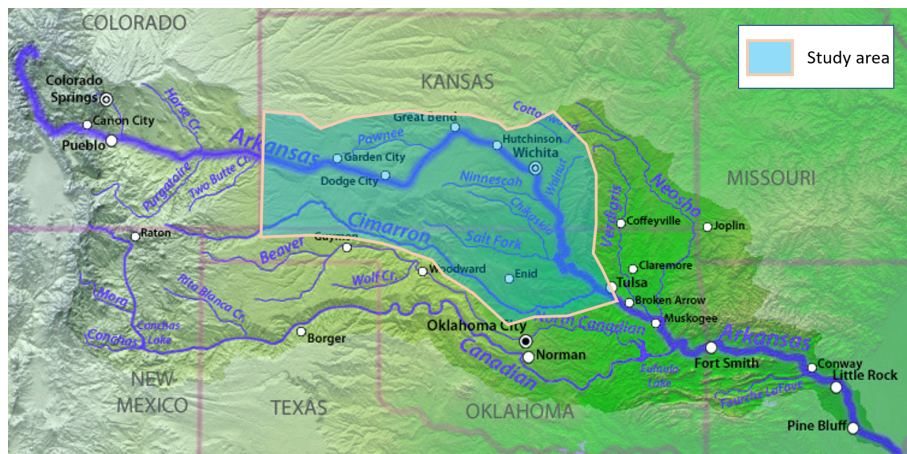 COLORADO
Study area
KANSAS
Colorado
Springs
Horse Cr.
Canon City
Pueblo
Arkansas
Purgatoire
Two Butte Cr.
Great Bend
Pawnee
Cottonwood
Hutchinson
Wichita
Garden City
Dodge City
Ninnescah
Walnut
Chikaskia
Verdigris
Neosho
MISSOURI
Coffeyville
Joplin
Raton
Cimarron
Salt Fork
Beaver
Guymon
Wolf Cr.
Woodward
Enid
Claremore
Tulsa
Broken Arrow
Muskogee
Mora
Rita Blanca Cr.
Conchas
Lake
Conchas
Borger
Oklahoma City
North Canadian
Norman
Canadian
Eufaula
Lake
Arkansas
Fort Smith
Conway
Little Rock
Fourche LaFave
Pine Bluff
NEW
MEXICO
TEXAS
OKLAHOMA